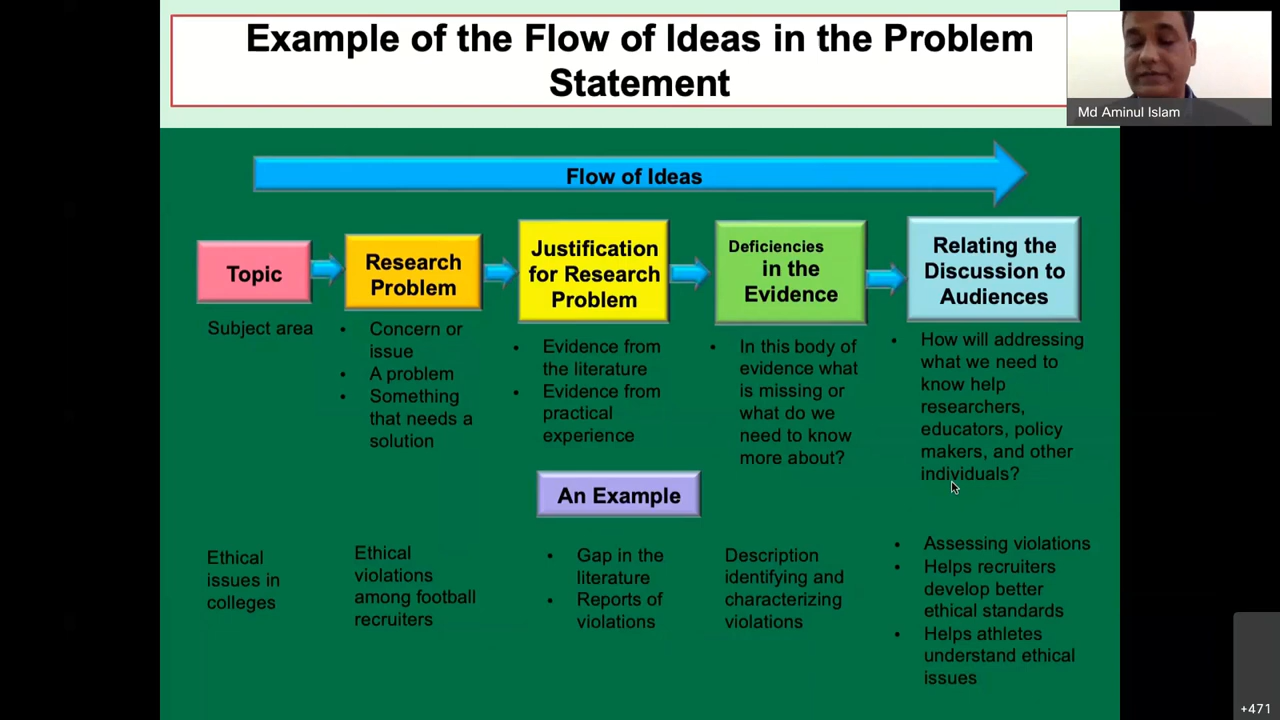 Example of the Flow of Ideas in the Problem
Statement
Md Aminul Islam
Flow of Ideas
Topic
Research
Problem
Justification
for Research
Problem
Deficiencies
in the
Evidence
Relating the
Discussion to
Audiences
Subject area
• Concern or
issue
• A problem
• Something
that needs a
solution
• Evidence from
the literature
• Evidence from
practical
experience
• In this body of
evidence what
is missing or
what do we
need to know
more about?
• How will addressing
what we need to
know help
researchers,
educators, policy
makers, and other
individuals?
An Example
Ethical
issues in
colleges
Ethical
violations
among football
recruiters
• Gap in the
literature
• Reports of
violations
Description
identifying and
characterizing
violations
• Assessing violations
• Helps recruiters
develop better
ethical standards
• Helps athletes
understand ethical
issues
+471